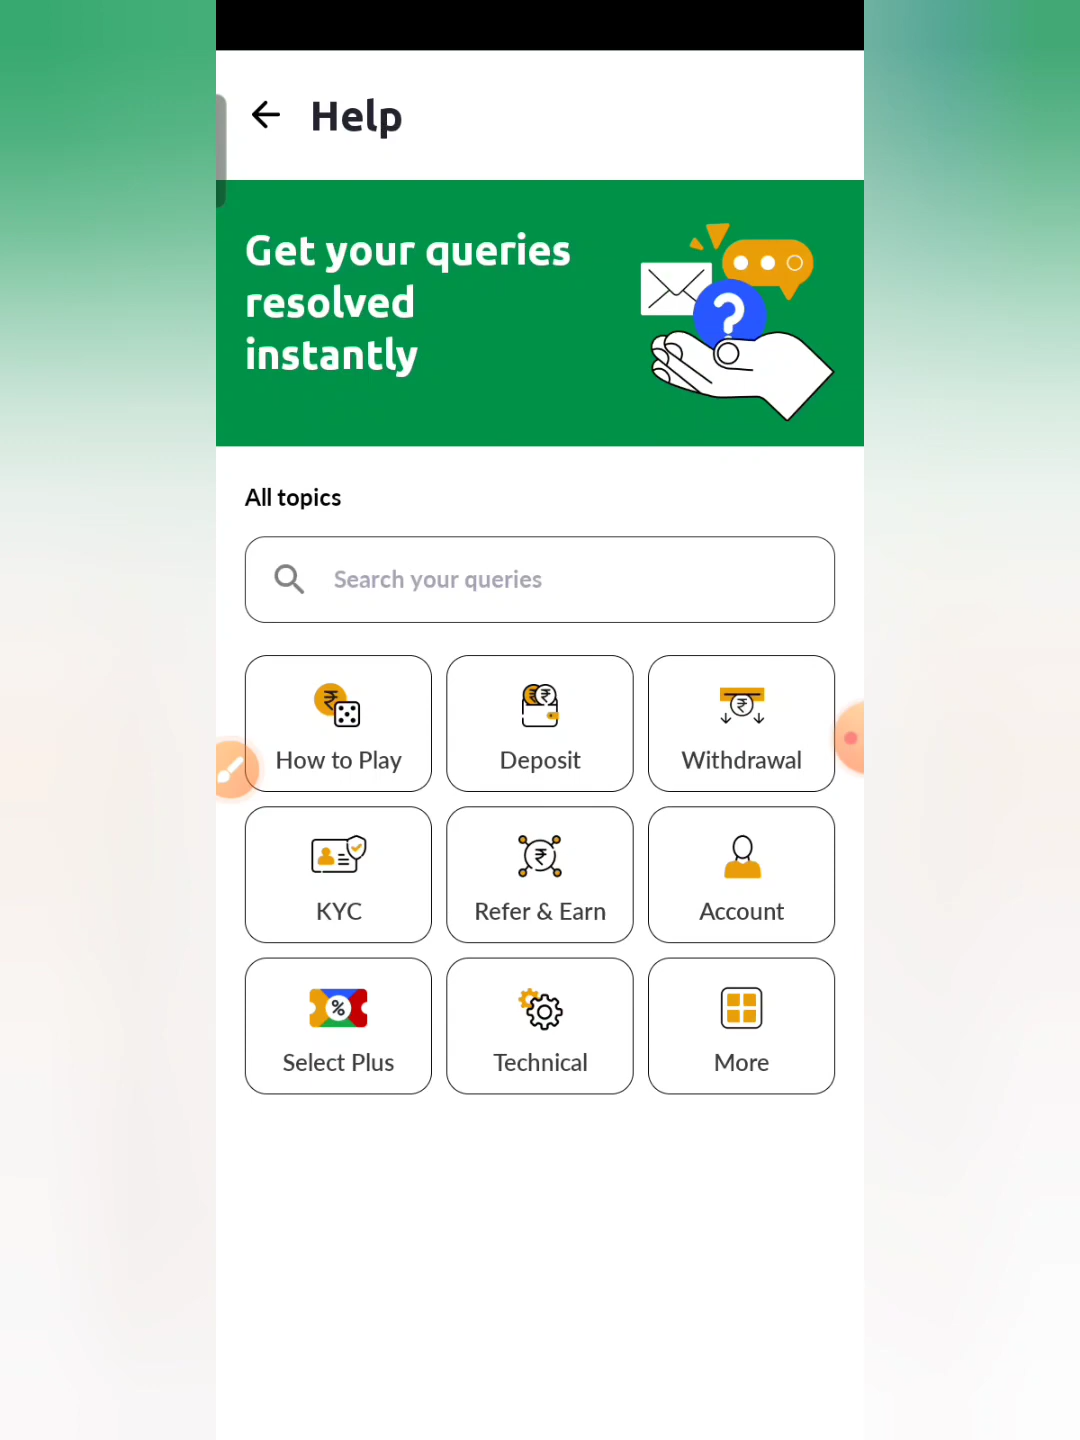 Help
Get your queries
resolved
instantly
All topics
Search your queries
How to Play
Deposit
Withdrawal
KYC
Refer & Earn
Account
Select Plus
Technical
More